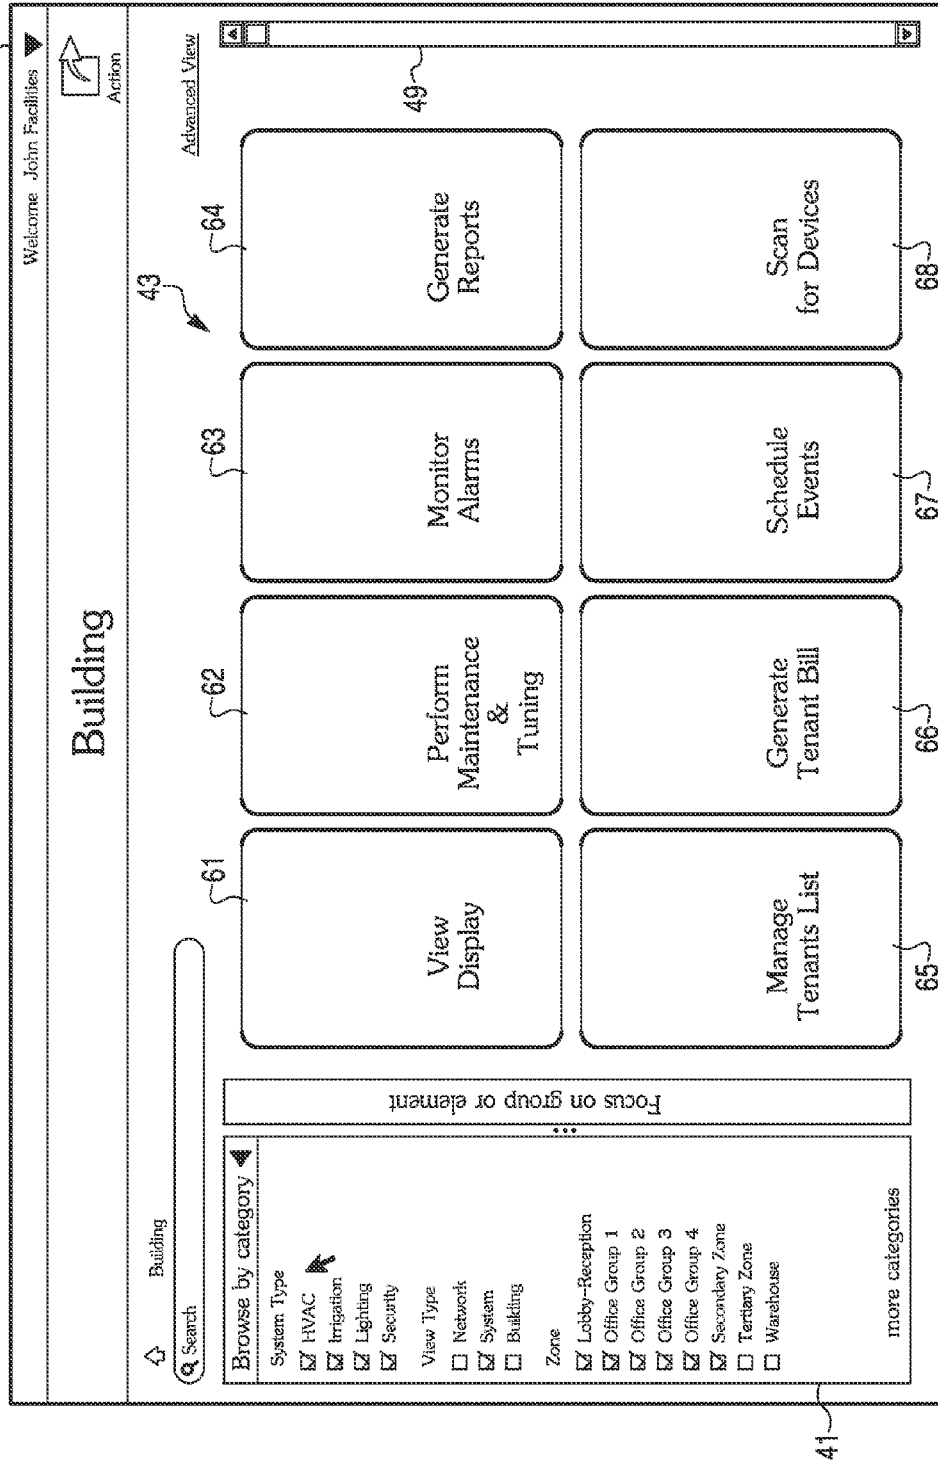 Welcome John Facilities
Building
Action
Building
Search
Advanced View
43
Browse by category
System Type
HVAC
Irrigation
Lighting
Security
View Type
Network
System
Building
Zone
Lobby-Reception
Office Group 1
Office Group 2
Office Group 3
Office Group 4
Secondary Zone
Tertiary Zone
Warehouse
more categories
41
Focus on group or element
61
View
Display
62
Perform
Maintenance
&
Tuning
63
Monitor
Alarms
64
Generate
Reports
49
Manage
Tenants List
65
Generate
Tenant Bill
66
Schedule
Events
67
Scan
for Devices
68